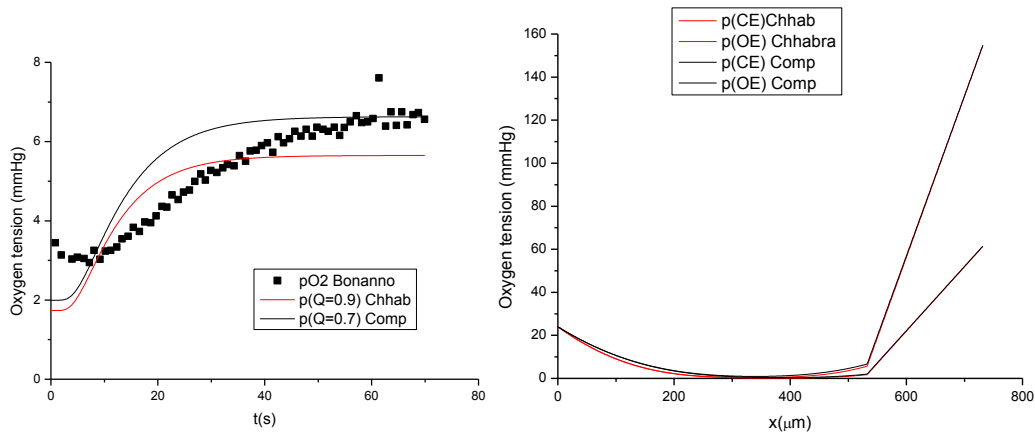 Oxygen tension (mmHg)
8
6
4
2
0
0 20 40 60 80
t(s)
pO2 Bonanno
p(Q=0.9) Chhab
p(Q=0.7) Comp
p(CE)Chhab
p(OE) Chhabra
p(CE) Comp
p(OE) Comp
Oxygen tension (mmHg)
160
140
120
100
80
60
40
20
0
0 200 400 600 800
x(μm)